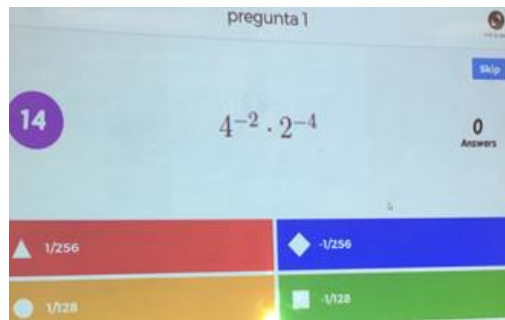 pregunta 1
Skip
14
4⁻² · 2⁻⁴
0
Answers
1/256
-1/256
1/128
-1/128